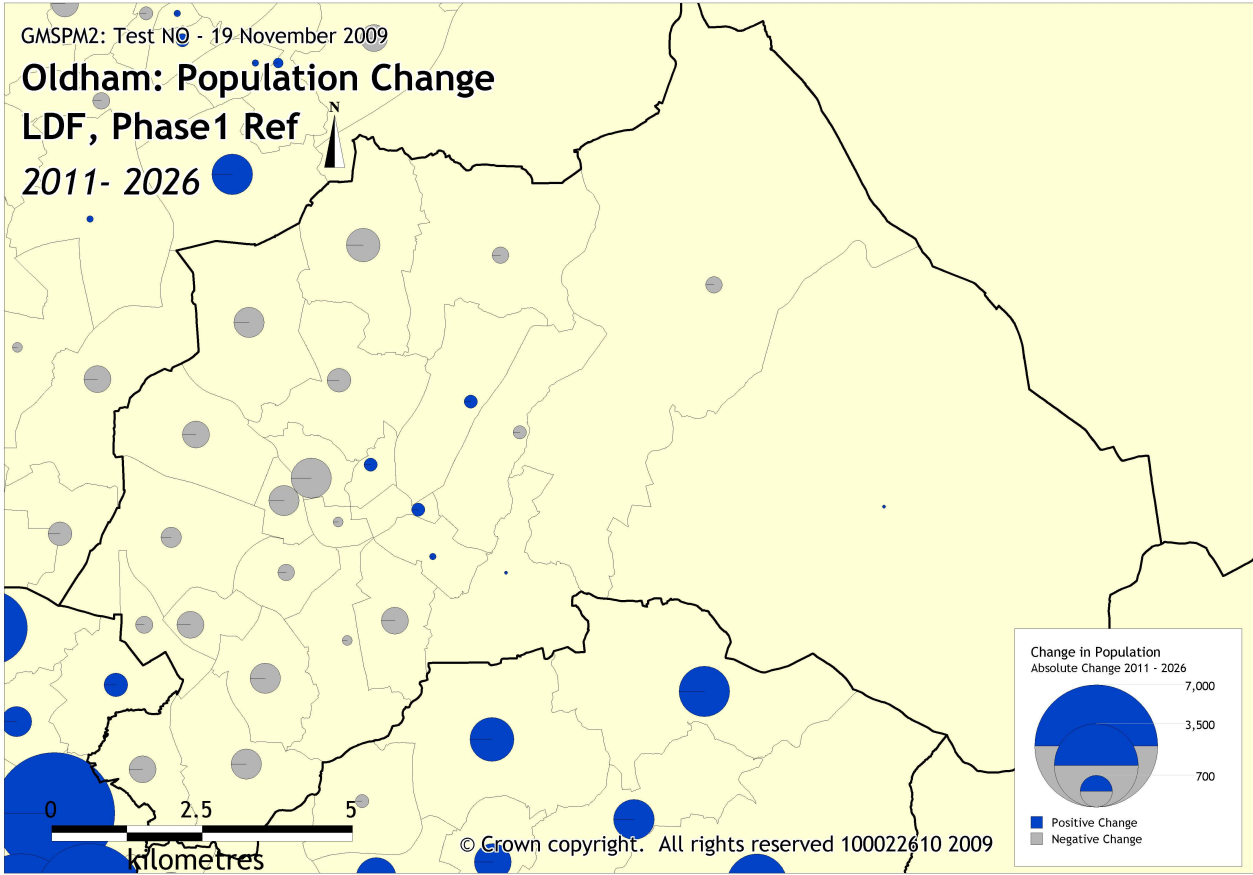 GMSPM2: Test NO - 19 November 2009
Oldham: Population Change
LDF, Phase1 Ref
2011- 2026
N
Change in Population
Absolute Change 2011 - 2026
7,000
3,500
700
Positive Change
Negative Change
0 2.5 5
kilometres
© Crown copyright. All rights reserved 100022610 2009